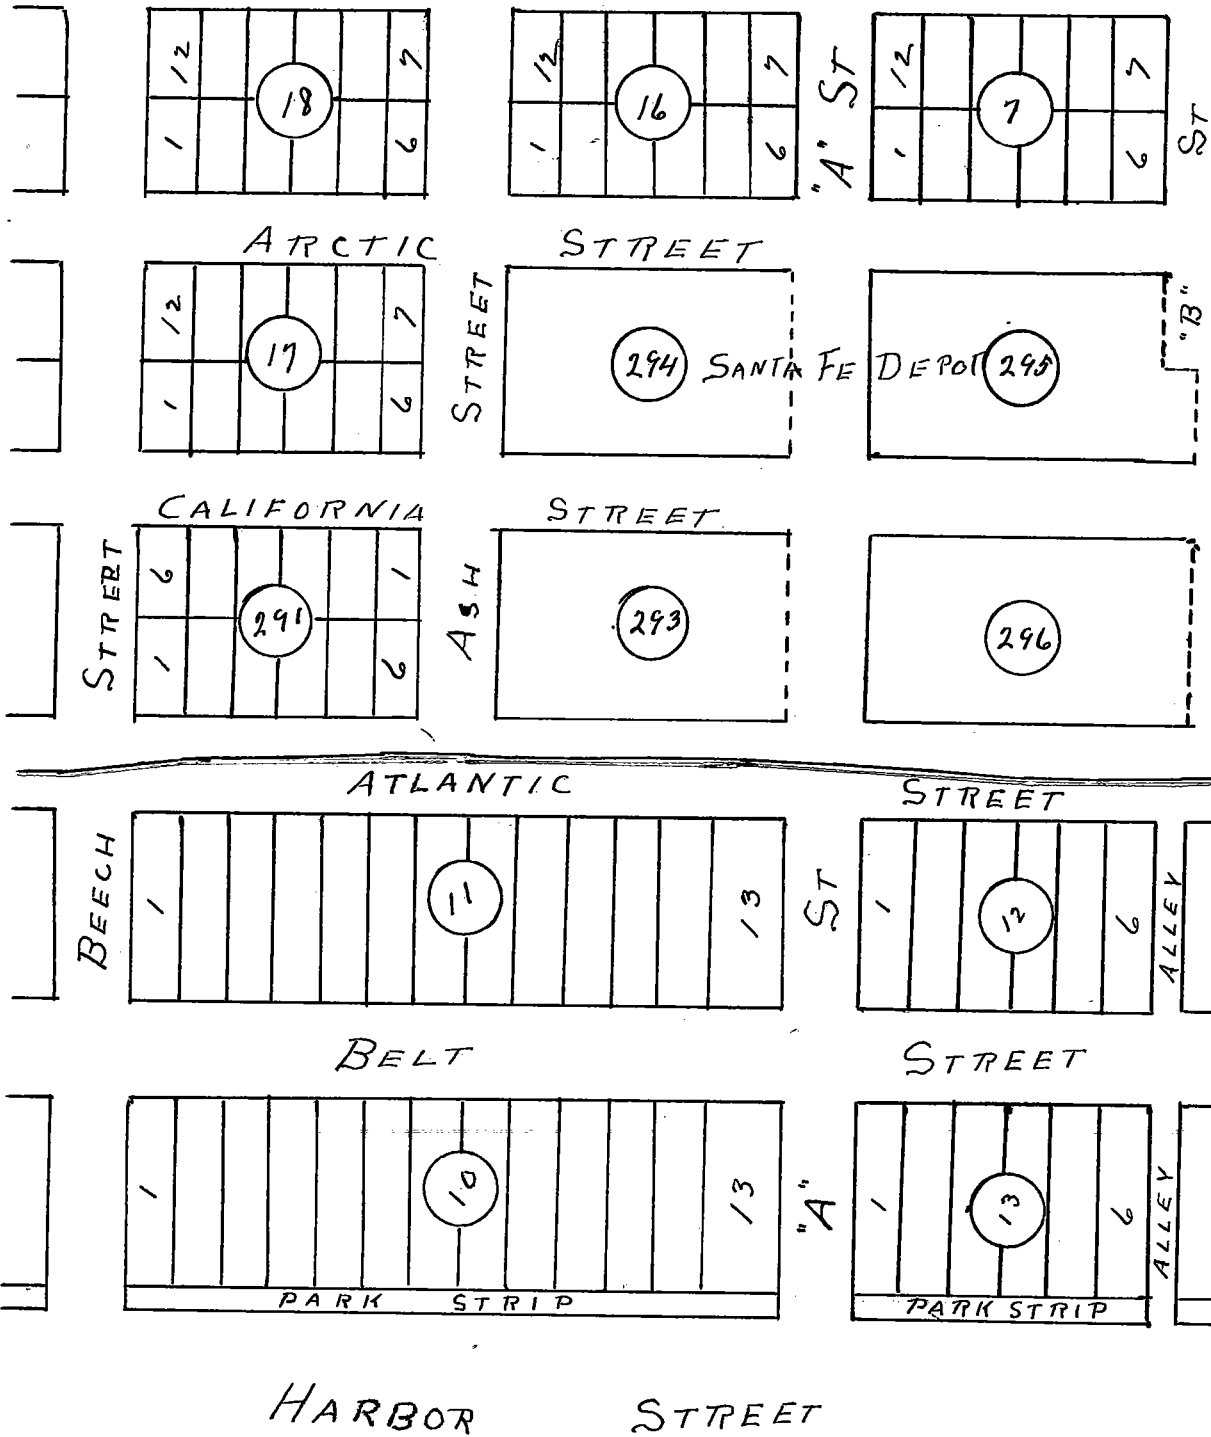 12 7 12 7 "A" ST 12 7
18 16 7
1 6 1 6 1 6 ST
ARCTIC STREET
12 7 STREET "B"
17 294 SANTA FE DEPOT 295
1 6
CALIFORNIA STREET
STREET 6 1 ASH
291 293 296
1 6
ATLANTIC STREET
BEECH 1 11 13 ST 1 12 6 ALLEY
BELT STREET
1 10 13 "A" 1 13 6 ALLEY
PARK STRIP PARK STRIP
HARBOR STREET